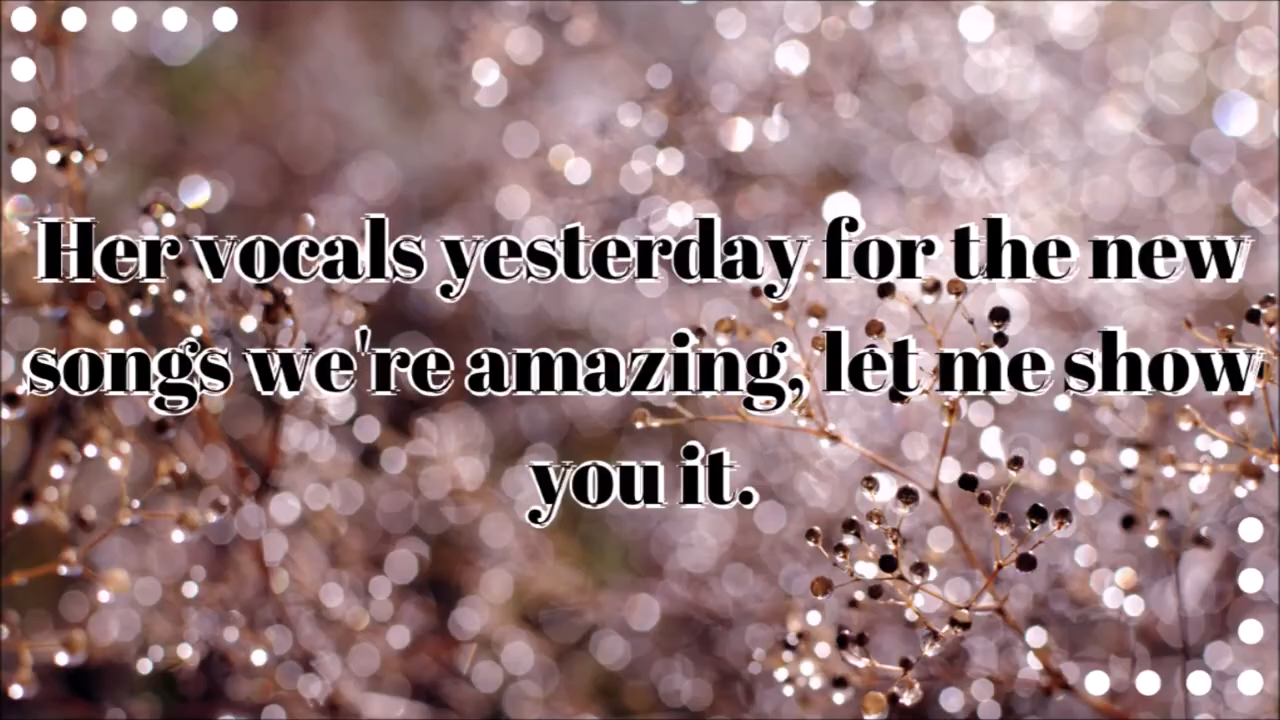 Her vocals yesterday for the new
songs we're amazing, let me show
you it.